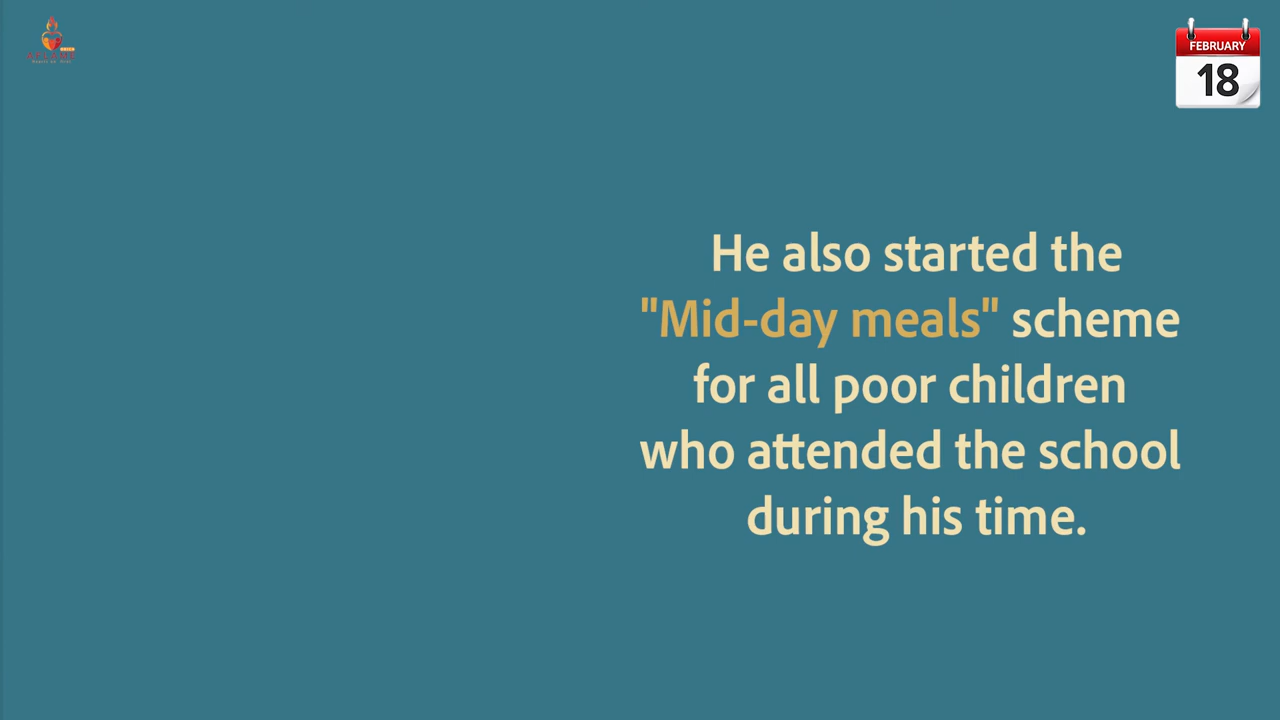 FEBRUARY
18
He also started the
"Mid-day meals" scheme
for all poor children
who attended the school
during his time.